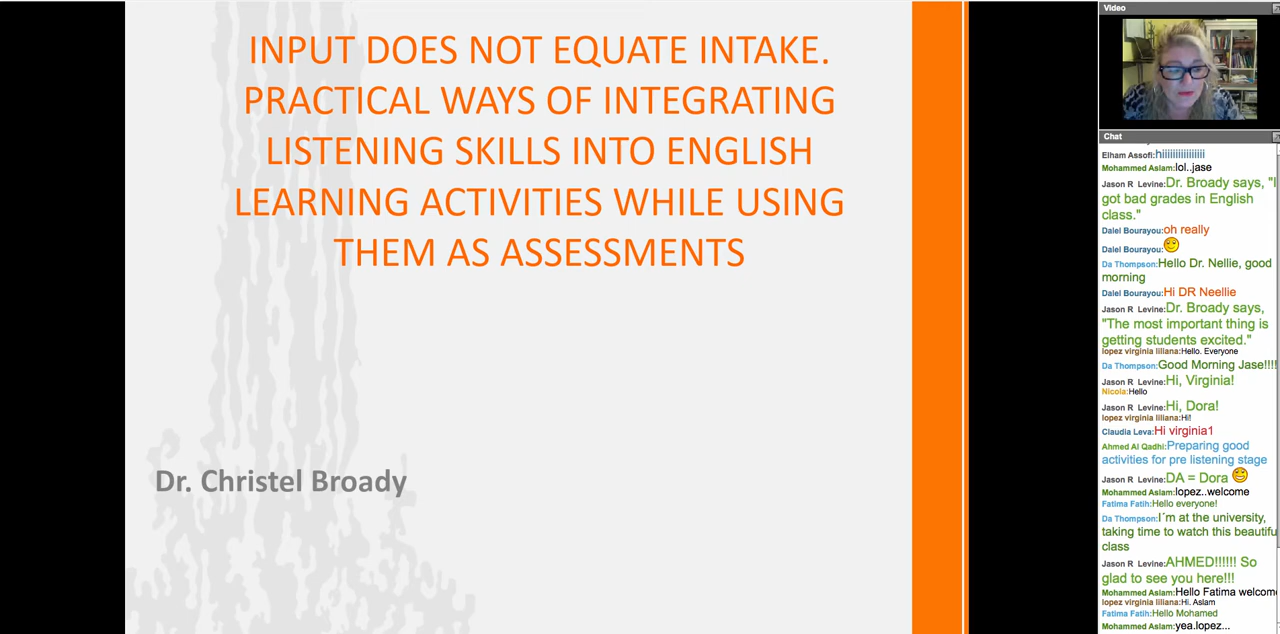 INPUT DOES NOT EQUATE INTAKE.
PRACTICAL WAYS OF INTEGRATING
LISTENING SKILLS INTO ENGLISH
LEARNING ACTIVITIES WHILE USING
THEM AS ASSESSMENTS
Dr. Christel Broady
Video
Chat
Elham Assofi:hiiiiiiiiiiiiiiii
Mohammed Aslam:lol..jase
Jason R Levine:Dr. Broady says, "I
got bad grades in English
class."
Dalel Bourayou:oh really
Dalel Bourayou:
Da Thompson:Hello Dr. Nellie, good
morning
Dalel Bourayou:Hi DR Neellie
Jason R Levine:Dr. Broady says,
"The most important thing is
getting students excited."
lopez virginia liliana:Hello. Everyone
Da Thompson:Good Morning Jase!!!!
Jason R Levine:Hi, Virginia!
Nicola:Hello
Jason R Levine:Hi, Dora!
lopez virginia liliana:Hi!
Claudia Leva:Hi virginia1
Ahmed Al Qadhi:Preparing good
activities for pre listening stage
Jason R Levine:DA = Dora
Mohammed Aslam:lopez..welcome
Fatima Fatih:Hello everyone!
Da Thompson:I´m at the university,
taking time to watch this beautifu
class
Jason R Levine:AHMED!!!!!! So
glad to see you here!!!
Mohammed Aslam:Hello Fatima welcome
lopez virginia liliana:Hi. Aslam
Fatima Fatih:Hello Mohamed
Mohammed Aslam:yea.lopez...